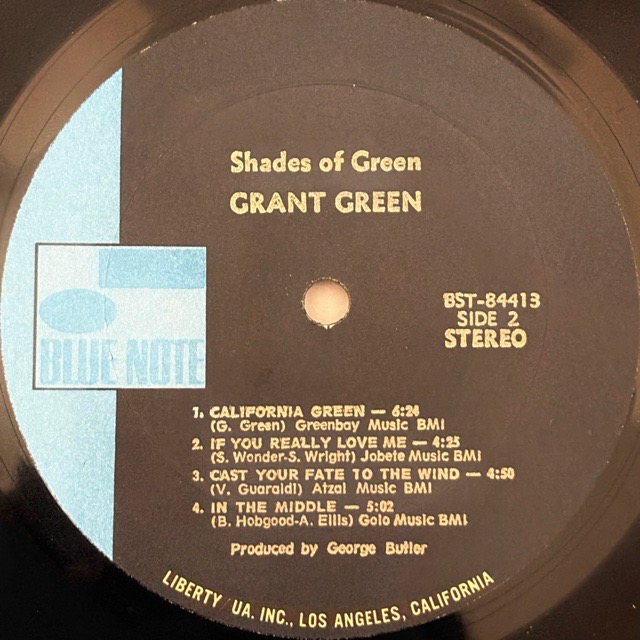 Shades of Green
GRANT GREEN
BST-84413
SIDE 2
STEREO
BLUE NOTE
1. CALIFORNIA GREEN — 6:24
(G. Green) Greenbay Music BMI
2. IF YOU REALLY LOVE ME — 4:25
(S. Wonder-S. Wright) Jobete Music BMI
3. CAST YOUR FATE TO THE WIND — 4:50
(V. Guaraldi) Atzal Music BMI
4. IN THE MIDDLE — 5:02
(B. Hobgood-A. Ellis) Golo Music BMI
Produced by George Butler
LIBERTY/UA, INC., LOS ANGELES, CALIFORNIA